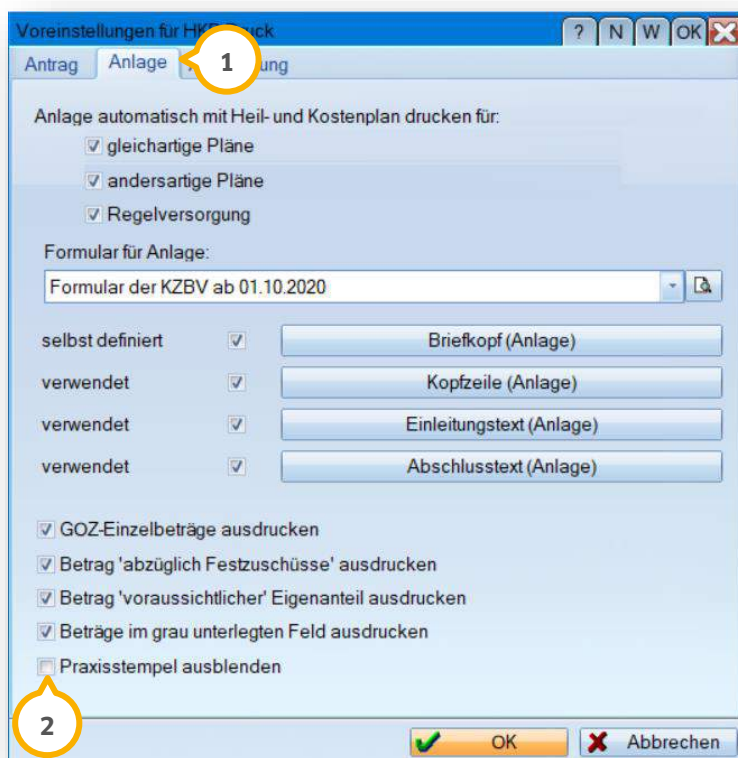 Voreinstellungen für HK Druck ? N W OK
Antrag Anlage 1 ung
Anlage automatisch mit Heil- und Kostenplan drucken für:
gleichartige Pläne
andersartige Pläne
Regelversorgung
Formular für Anlage:
Formular der KZBV ab 01.10.2020
selbst definiert Briefkopf (Anlage)
verwendet Kopfzeile (Anlage)
verwendet Einleitungstext (Anlage)
verwendet Abschlusstext (Anlage)
GOZ-Einzelbeträge ausdrucken
Betrag 'abzüglich Festzuschüsse' ausdrucken
Betrag 'voraussichtlicher' Eigenanteil ausdrucken
Beträge im grau unterlegten Feld ausdrucken
Praxisstempel ausblenden
2
OK Abbrechen